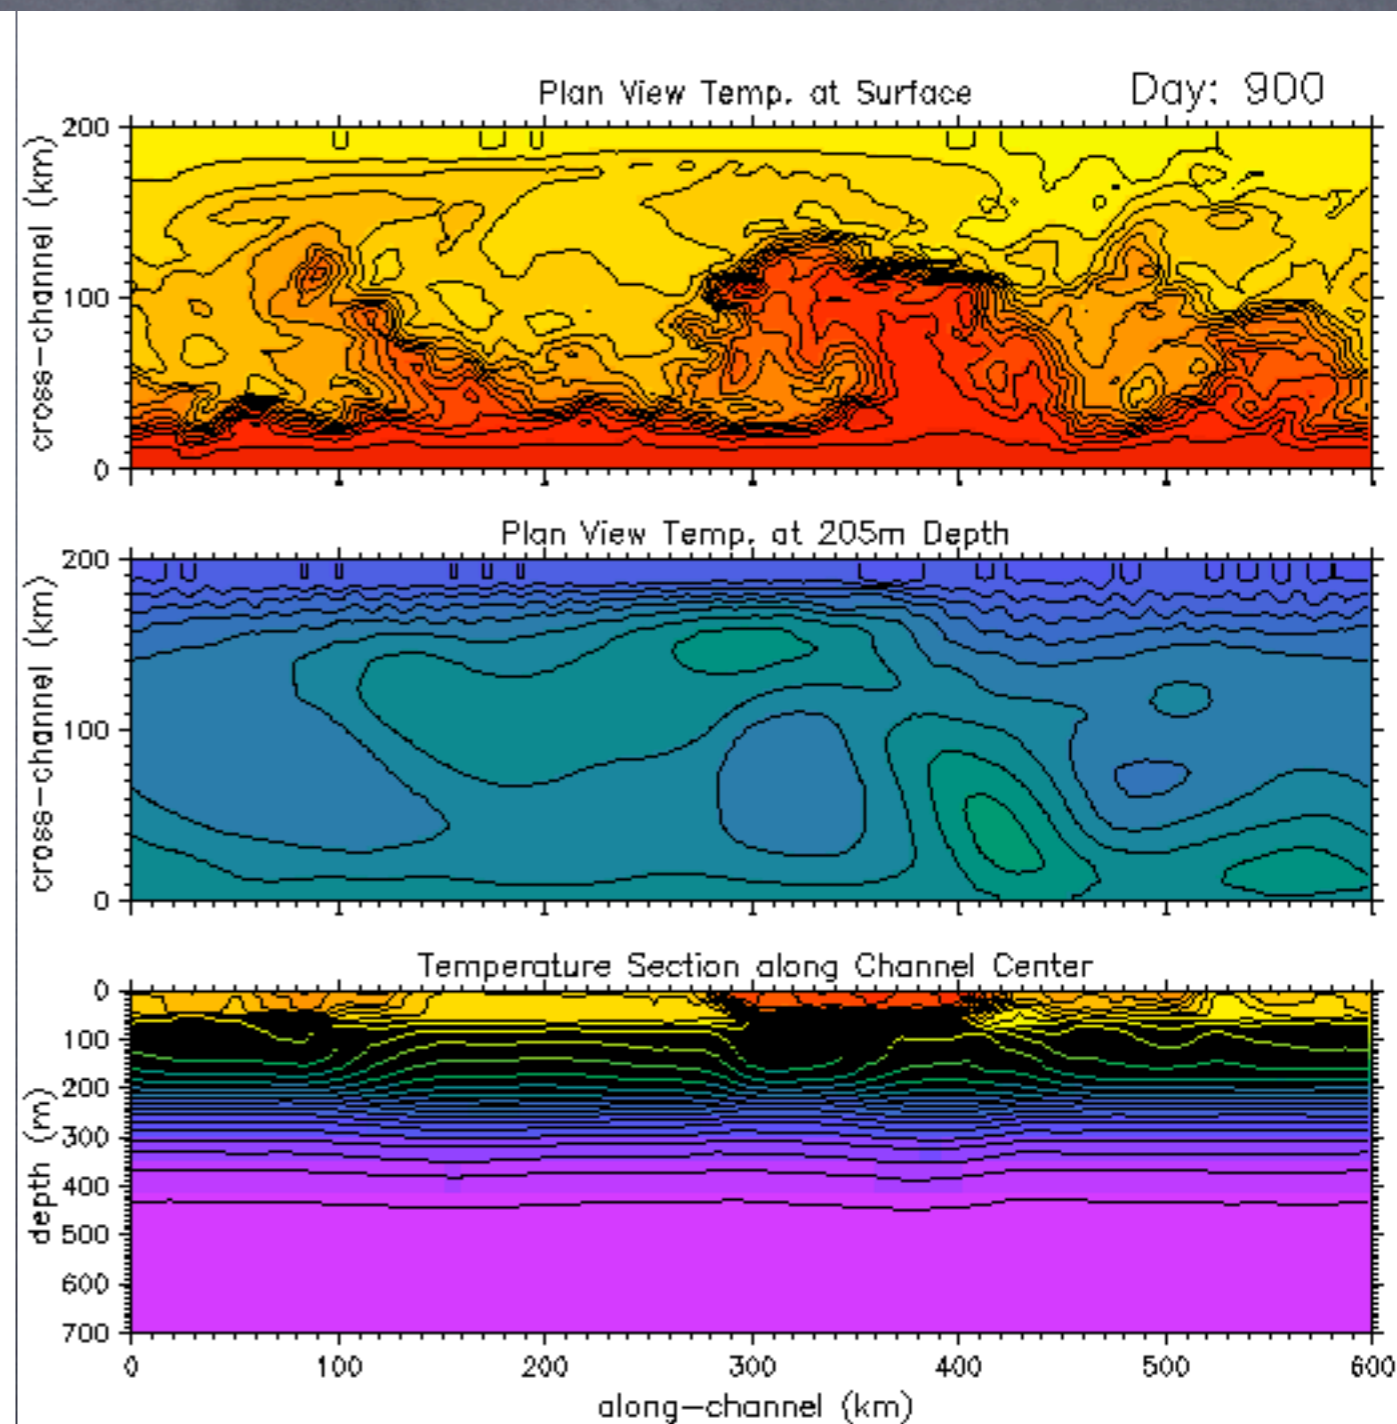 Plan View Temp. at Surface
Day: 900
cross-channel (km)
200
100
0
Plan View Temp. at 205m Depth
cross-channel (km)
200
100
0
Temperature Section along Channel Center
depth (m)
0
100
200
300
400
500
600
700
0 100 200 300 400 500 600
along-channel (km)